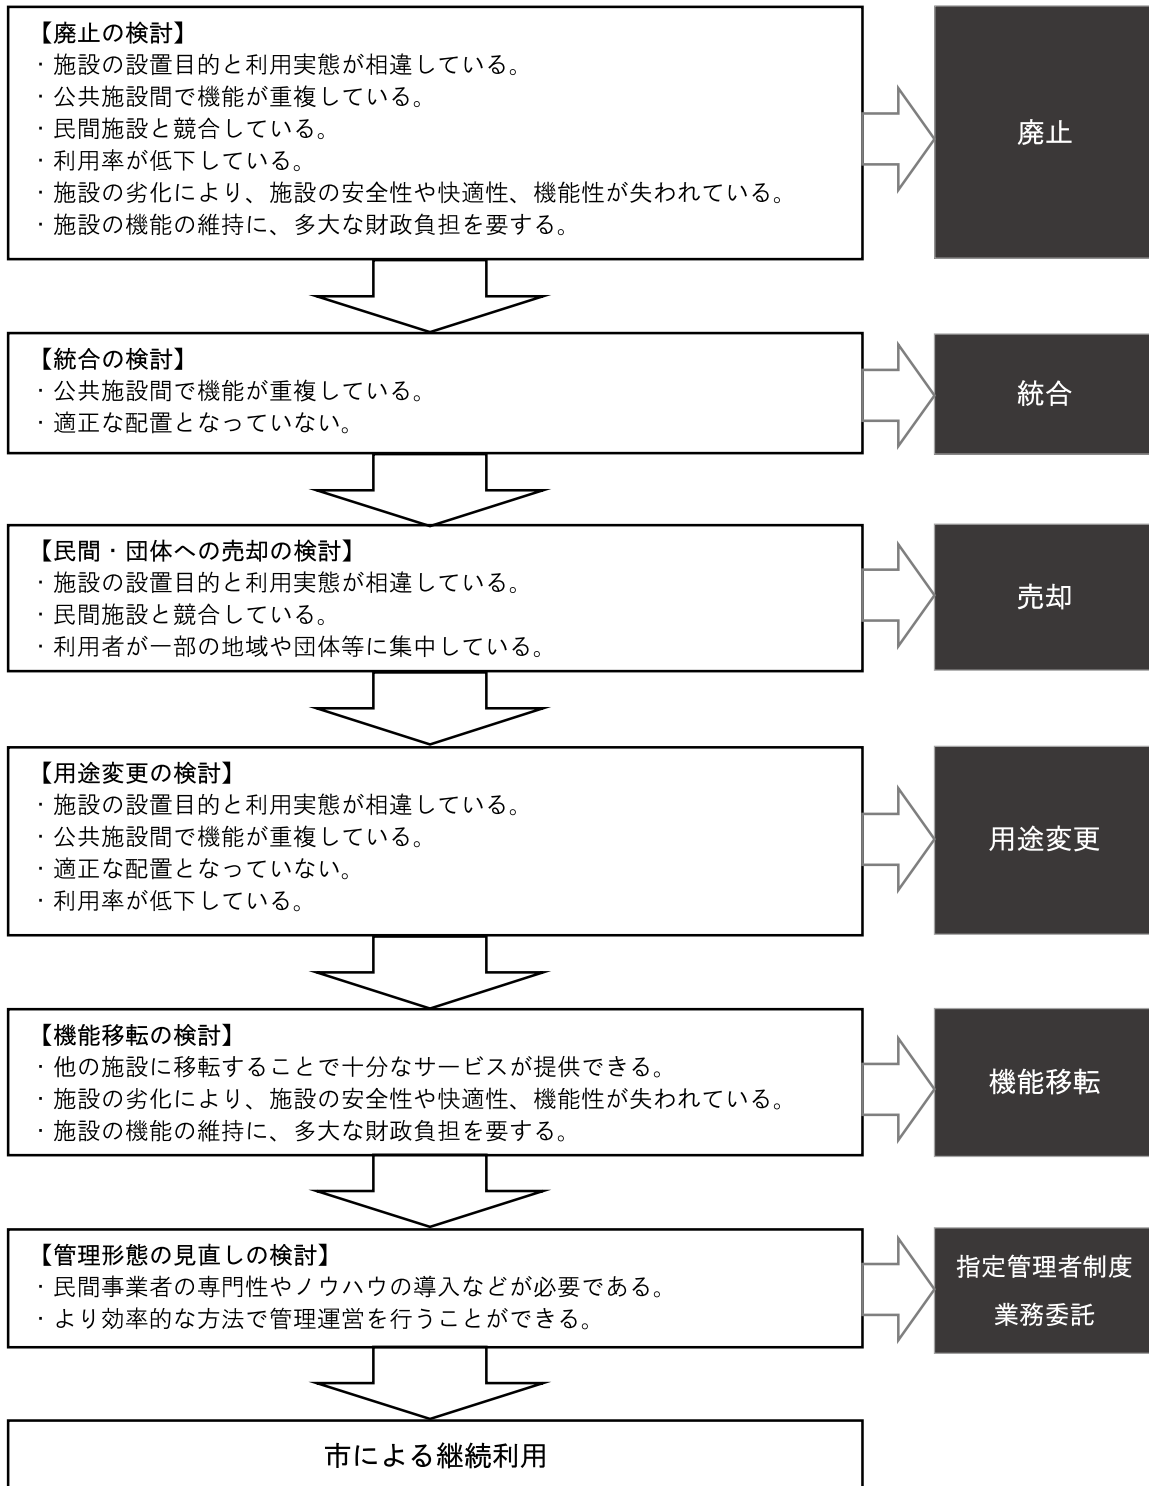 【廃止の検討】
・施設の設置目的と利用実態が相違している。
・公共施設間で機能が重複している。
・民間施設と競合している。
・利用率が低下している。
・施設の劣化により、施設の安全性や快適性、機能性が失われている。
・施設の機能の維持に、多大な財政負担を要する。
廃止
【統合の検討】
・公共施設間で機能が重複している。
・適正な配置となっていない。
統合
【民間・団体への売却の検討】
・施設の設置目的と利用実態が相違している。
・民間施設と競合している。
・利用者が一部の地域や団体等に集中している。
売却
【用途変更の検討】
・施設の設置目的と利用実態が相違している。
・公共施設間で機能が重複している。
・適正な配置となっていない。
・利用率が低下している。
用途変更
【機能移転の検討】
・他の施設に移転することで十分なサービスが提供できる。
・施設の劣化により、施設の安全性や快適性、機能性が失われている。
・施設の機能の維持に、多大な財政負担を要する。
機能移転
【管理形態の見直しの検討】
・民間事業者の専門性やノウハウの導入などが必要である。
・より効率的な方法で管理運営を行うことができる。
指定管理者制度
業務委託
市による継続利用